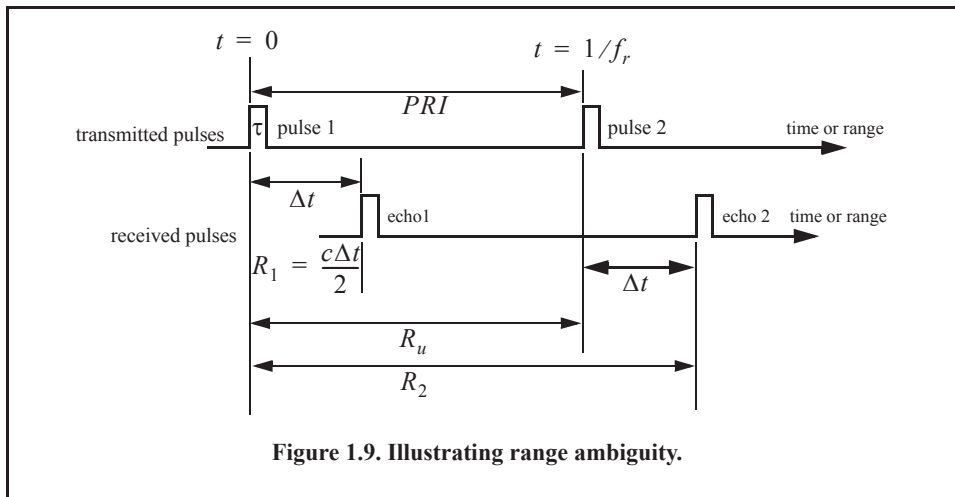 t = 0
t = 1/f_r
PRI
transmitted pulses
τ
pulse 1
pulse 2
time or range
Δt
echo1
echo 2
time or range
received pulses
R_1 = cΔt/2
Δt
R_u
R_2
Figure 1.9. Illustrating range ambiguity.